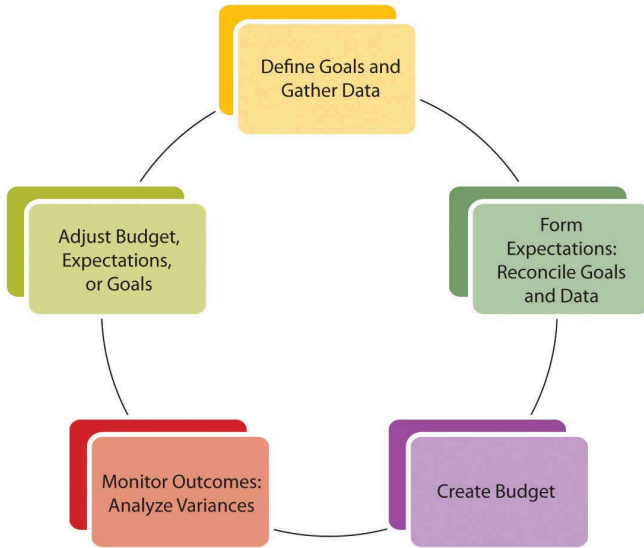 Define Goals and
Gather Data
Form
Expectations:
Reconcile Goals
and Data
Create Budget
Monitor Outcomes:
Analyze Variances
Adjust Budget,
Expectations,
or Goals